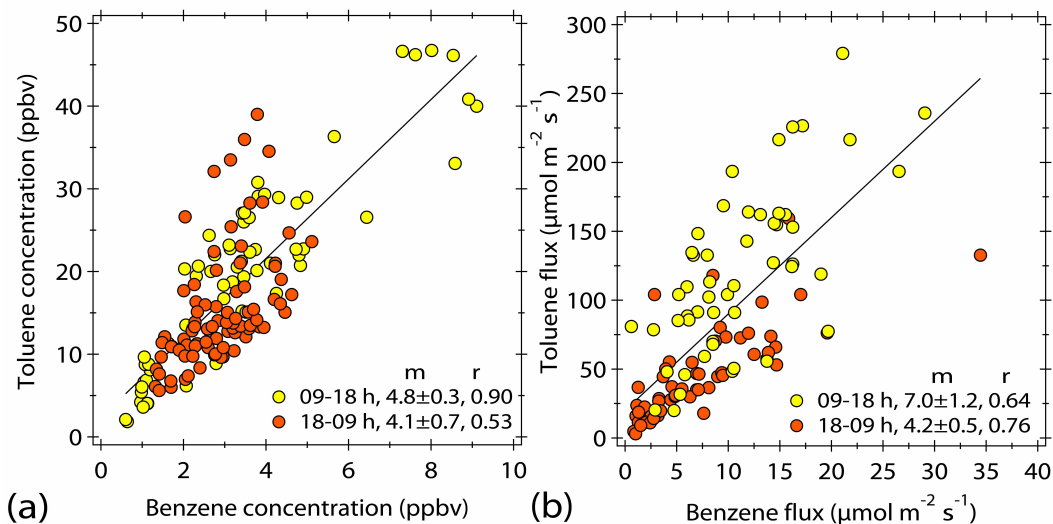 50
40
30
20
10
0
Toluene concentration (ppbv)
m r
09-18 h, 4.8±0.3, 0.90
18-09 h, 4.1±0.7, 0.53
0 2 4 6 8 10
Benzene concentration (ppbv)
(a)
300
250
200
150
100
50
0
Toluene flux (µmol m⁻² s⁻¹)
m r
09-18 h, 7.0±1.2, 0.64
18-09 h, 4.2±0.5, 0.76
0 5 10 15 20 25 30 35 40
Benzene flux (µmol m⁻² s⁻¹)
(b)